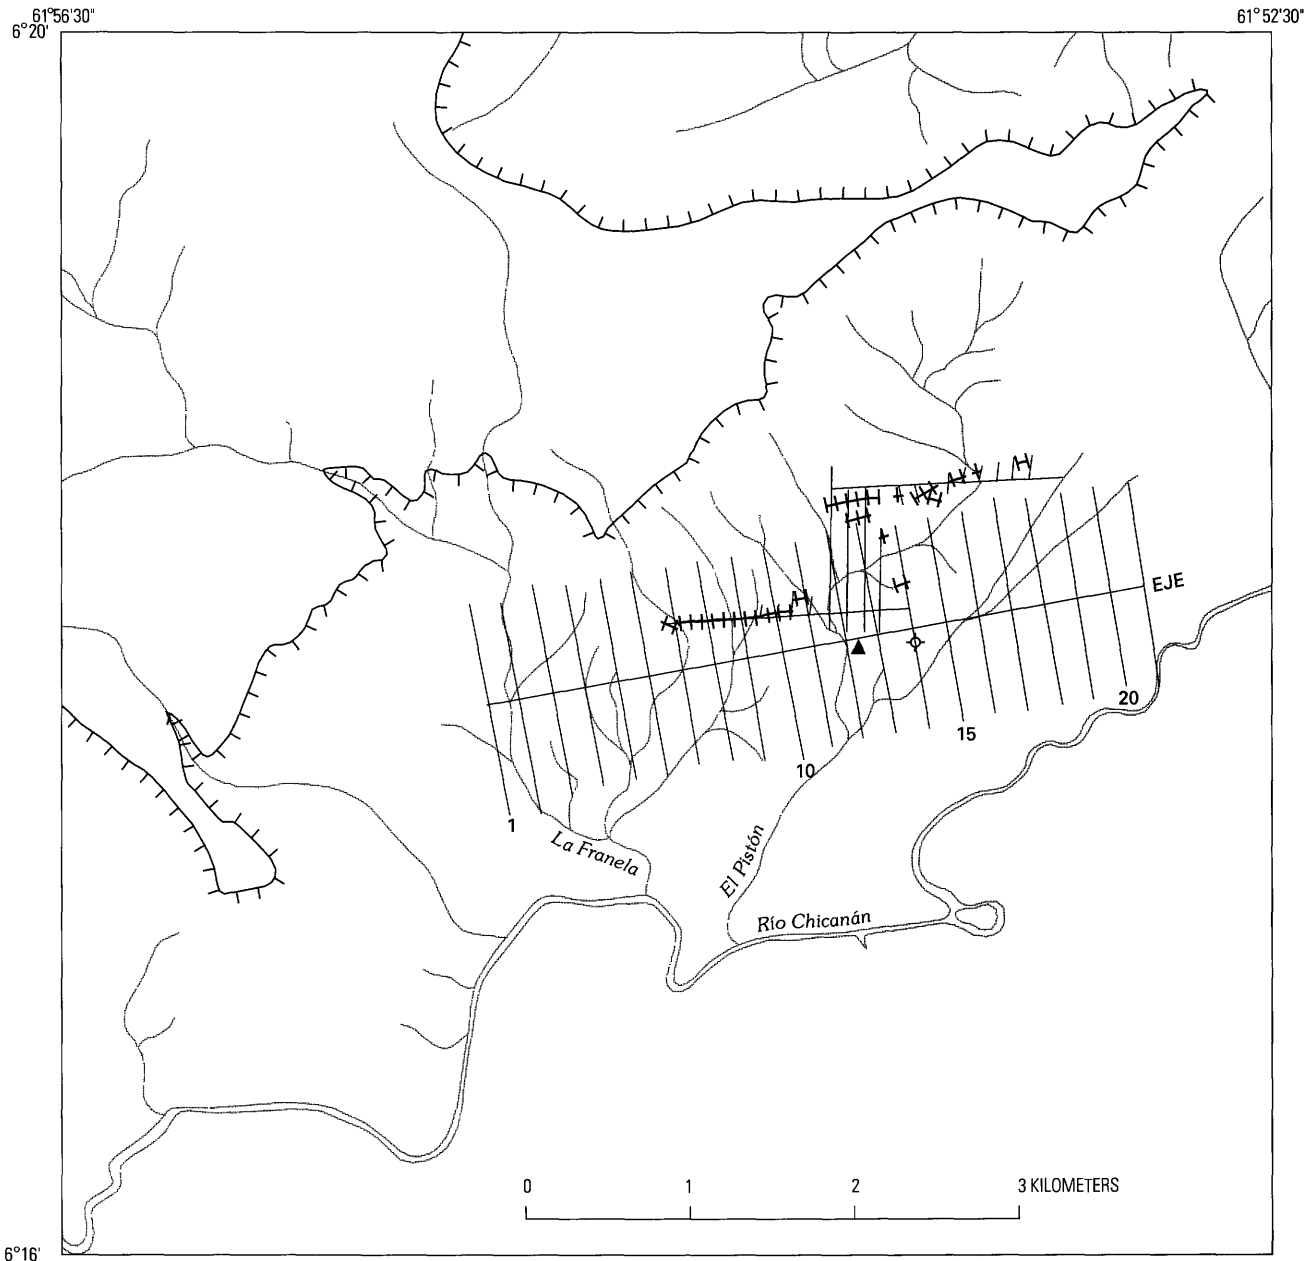 61°56'30"
61°52'30"
6°20'
EJE
20
15
10
1
La Franela
El Pistón
Río Chicanán
0 1 2 3 KILOMETERS
6°16'